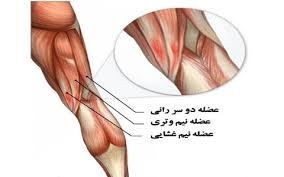 عضله دو سر رانی
عضله نیم وتری
عضله نیم غشایی